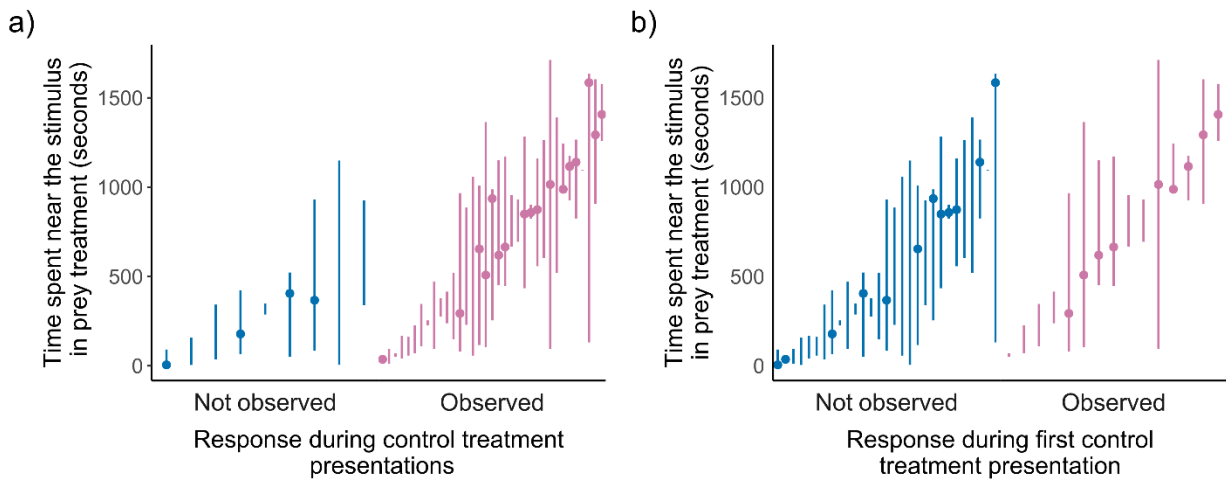 a)
Time spent near the stimulus
in prey treatment (seconds)
1500
1000
500
0
Not observed
Observed
Response during control treatment
presentations
b)
Time spent near the stimulus
in prey treatment (seconds)
1500
1000
500
0
Not observed
Observed
Response during first control
treatment presentation